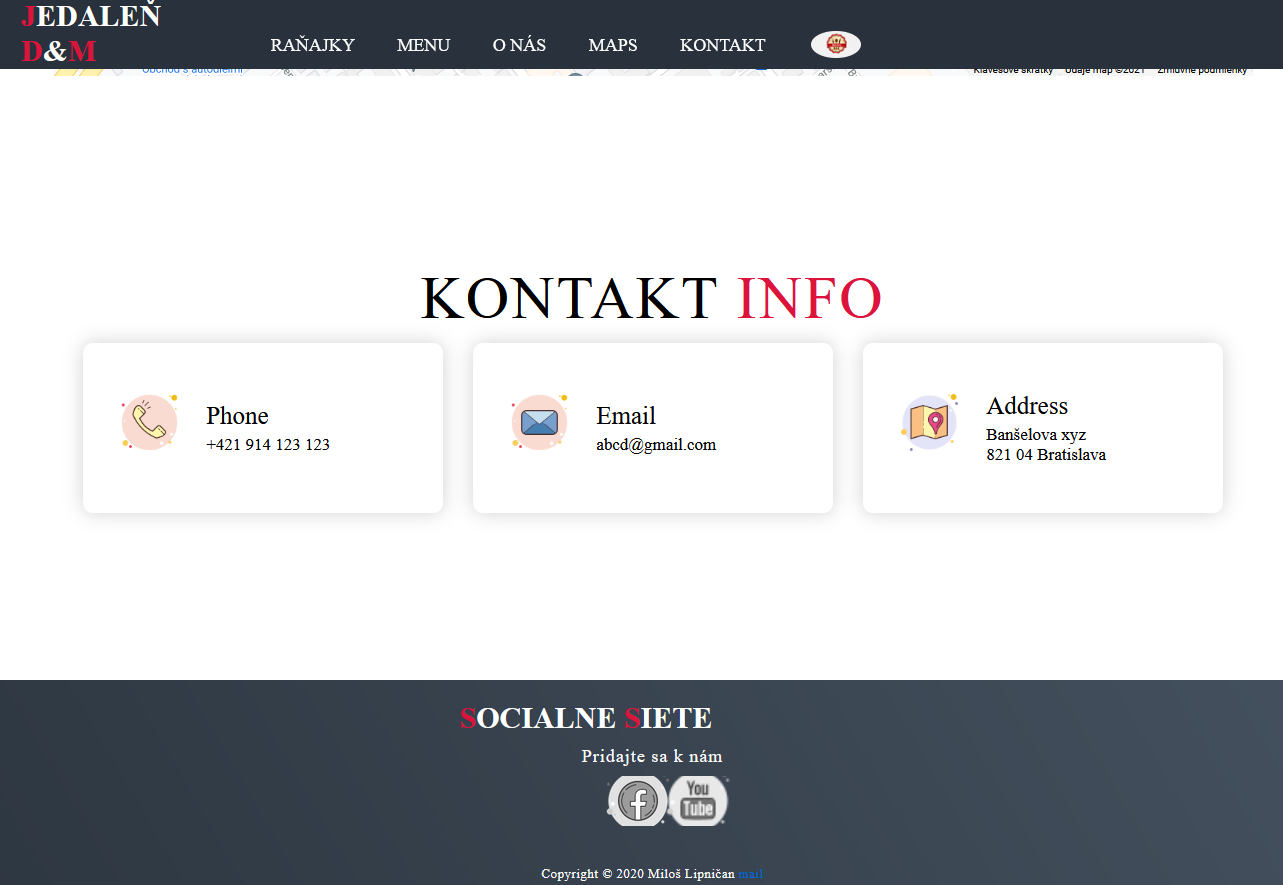 JEDALEŇ
D&M
RAŇAJKY MENU O NÁS MAPS KONTAKT
Obchod s autodielmi
Klávesové skratky Údaje máp ©2021 Zmluvné podmienky
KONTAKT INFO
Phone
+421 914 123 123
Email
abcd@gmail.com
Address
Banšelova xyz
821 04 Bratislava
SOCIALNE SIETE
Pridajte sa k nám
f
You
Tube
Copyright © 2020 Miloš Lipničan mail